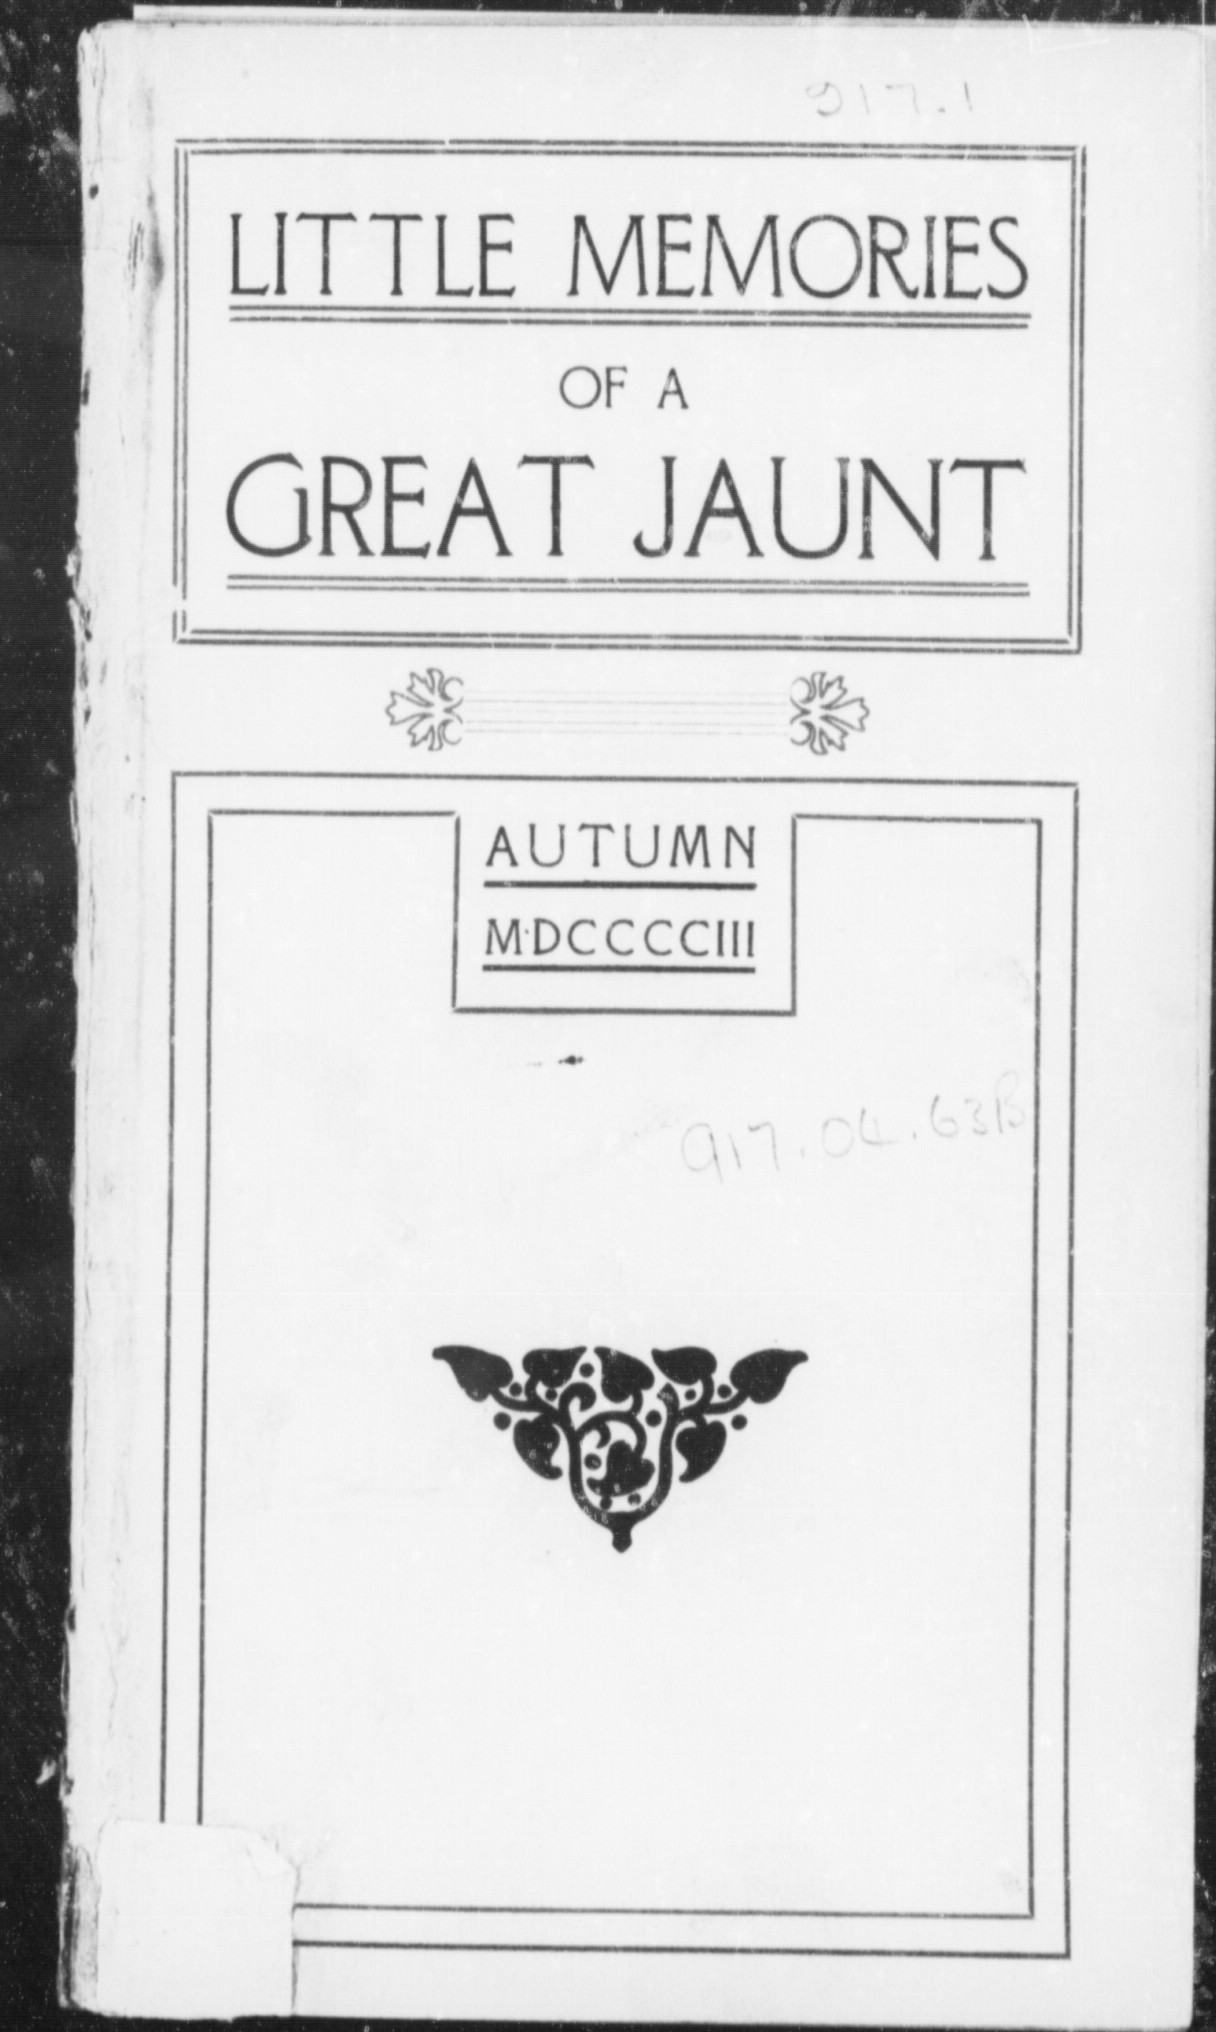 917.1
LITTLE MEMORIES
OF A
GREAT JAUNT
AUTUMN
M·DCCCCIII
917.04.63B